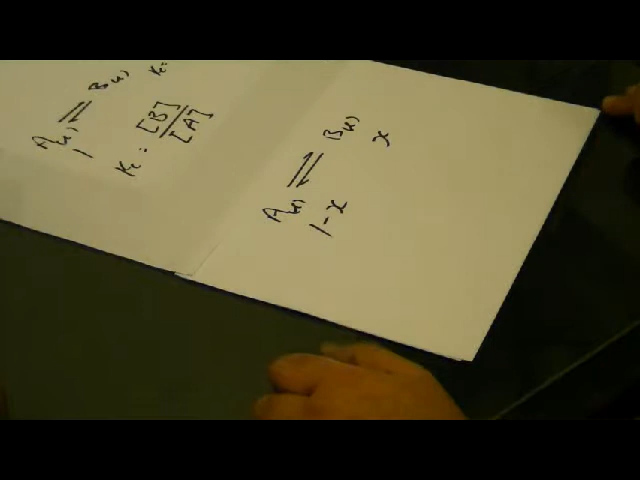 A(g) ⇌ B(g) Kc =
1
Kc = [B]/[A]
A(g) ⇌ B(g)
1-x x